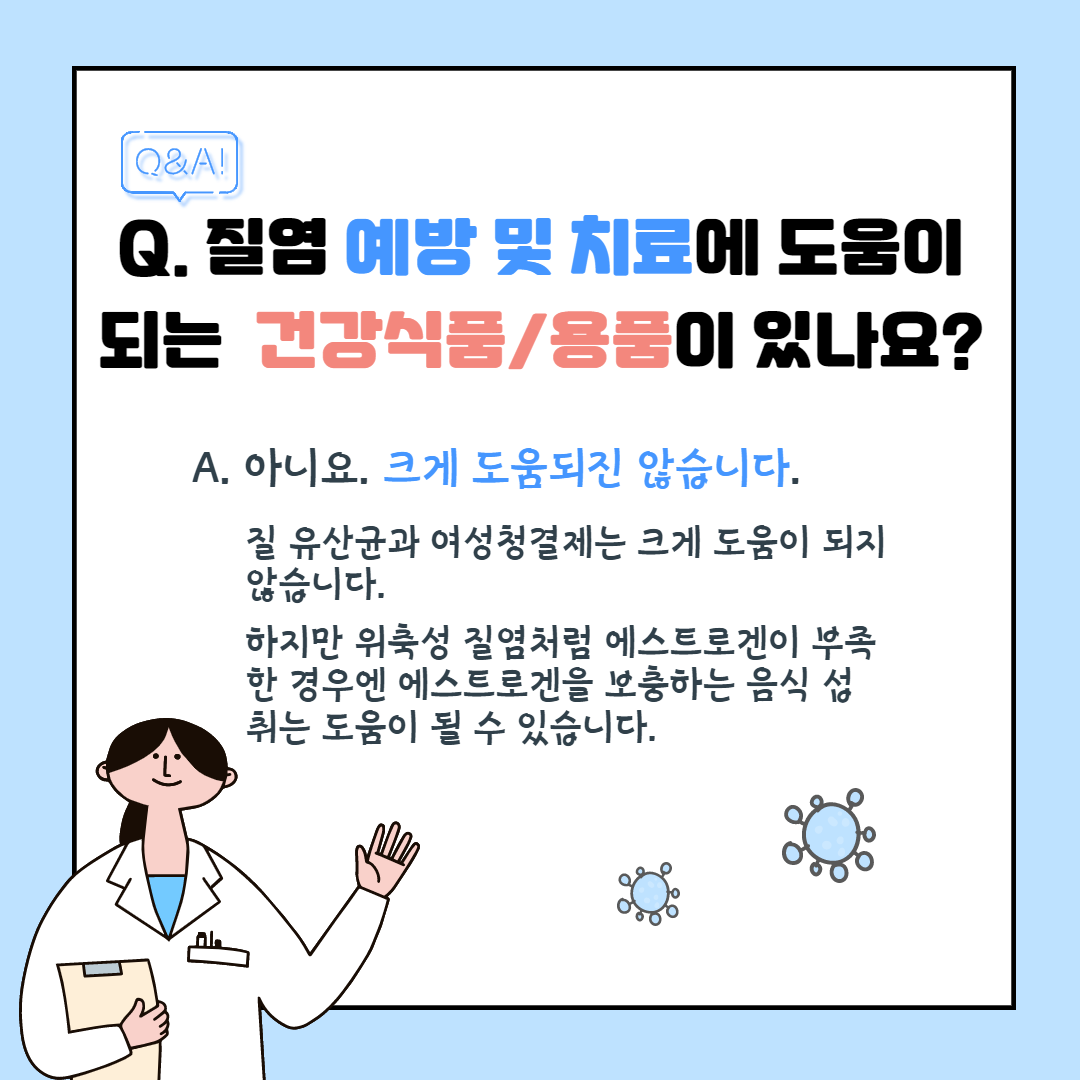 Q&A!
Q. 질염 예방 및 치료에 도움이
되는 건강식품/용품이 있나요?
A. 아니요. 크게 도움되진 않습니다.
질 유산균과 여성청결제는 크게 도움이 되지
않습니다.
하지만 위축성 질염처럼 에스트로겐이 부족
한 경우엔 에스트로겐을 보충하는 음식 섭
취는 도움이 될 수 있습니다.